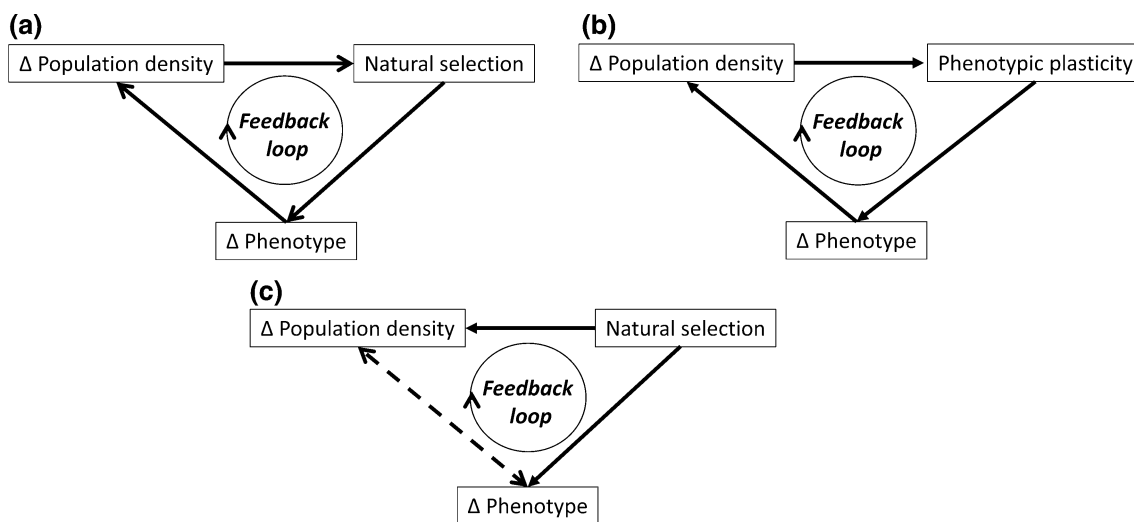 (a)
Δ Population density
Natural selection
Feedback
loop
Δ Phenotype
(b)
Δ Population density
Phenotypic plasticity
Feedback
loop
Δ Phenotype
(c)
Δ Population density
Natural selection
Feedback
loop
Δ Phenotype